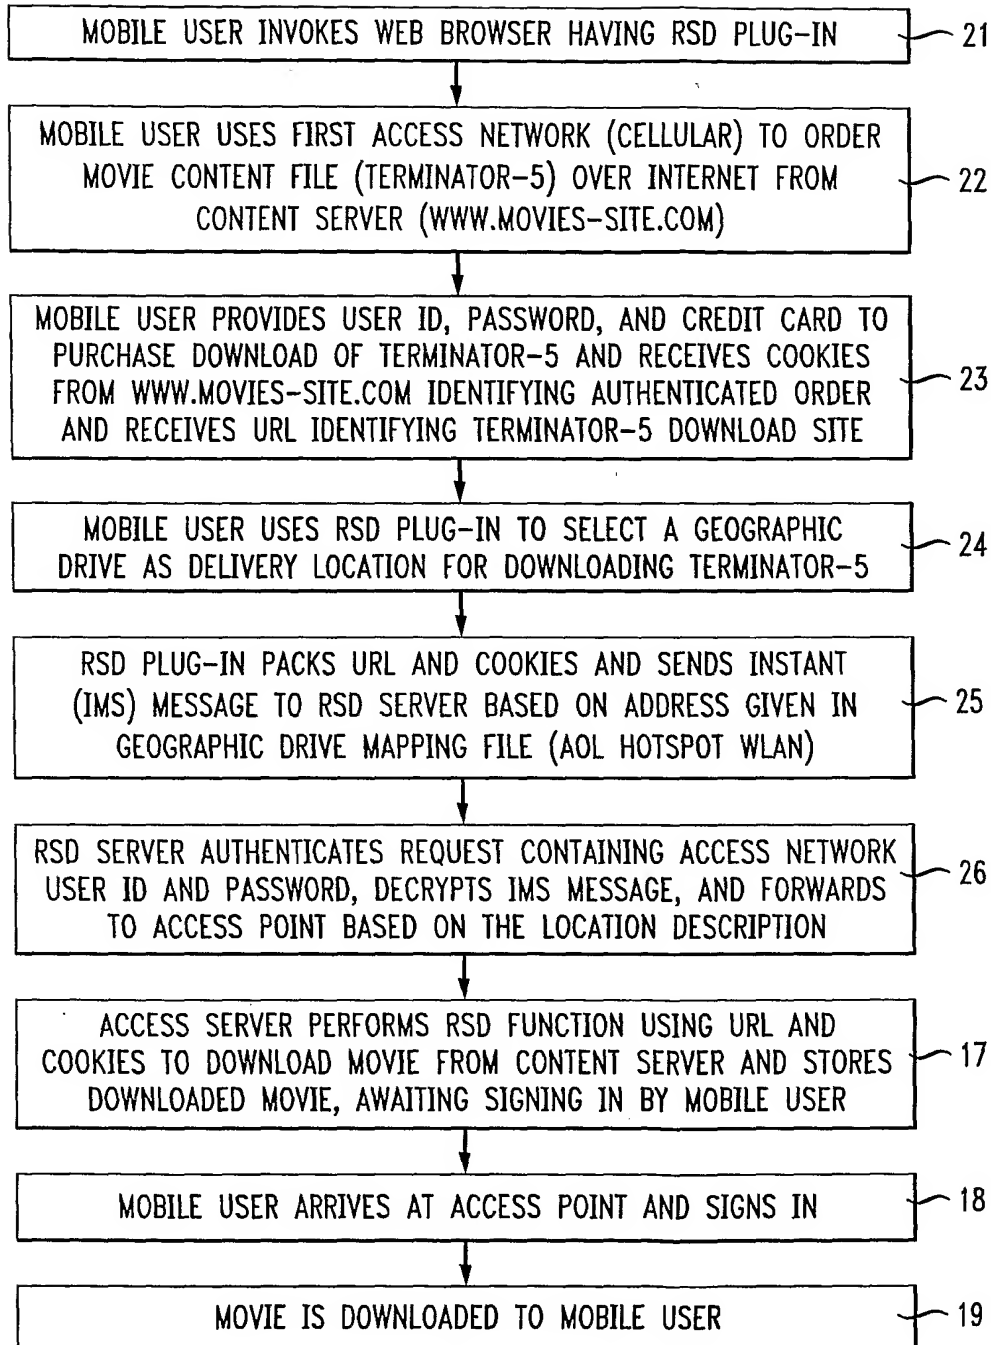 MOBILE USER INVOKES WEB BROWSER HAVING RSD PLUG-IN
21
MOBILE USER USES FIRST ACCESS NETWORK (CELLULAR) TO ORDER
MOVIE CONTENT FILE (TERMINATOR-5) OVER INTERNET FROM
CONTENT SERVER (WWW.MOVIES-SITE.COM)
22
MOBILE USER PROVIDES USER ID, PASSWORD, AND CREDIT CARD TO
PURCHASE DOWNLOAD OF TERMINATOR-5 AND RECEIVES COOKIES
FROM WWW.MOVIES-SITE.COM IDENTIFYING AUTHENTICATED ORDER
AND RECEIVES URL IDENTIFYING TERMINATOR-5 DOWNLOAD SITE
23
MOBILE USER USES RSD PLUG-IN TO SELECT A GEOGRAPHIC
DRIVE AS DELIVERY LOCATION FOR DOWNLOADING TERMINATOR-5
24
RSD PLUG-IN PACKS URL AND COOKIES AND SENDS INSTANT
(IMS) MESSAGE TO RSD SERVER BASED ON ADDRESS GIVEN IN
GEOGRAPHIC DRIVE MAPPING FILE (AOL HOTSPOT WLAN)
25
RSD SERVER AUTHENTICATES REQUEST CONTAINING ACCESS NETWORK
USER ID AND PASSWORD, DECRYPTS IMS MESSAGE, AND FORWARDS
TO ACCESS POINT BASED ON THE LOCATION DESCRIPTION
26
ACCESS SERVER PERFORMS RSD FUNCTION USING URL AND
COOKIES TO DOWNLOAD MOVIE FROM CONTENT SERVER AND STORES
DOWNLOADED MOVIE, AWAITING SIGNING IN BY MOBILE USER
17
MOBILE USER ARRIVES AT ACCESS POINT AND SIGNS IN
18
MOVIE IS DOWNLOADED TO MOBILE USER
19